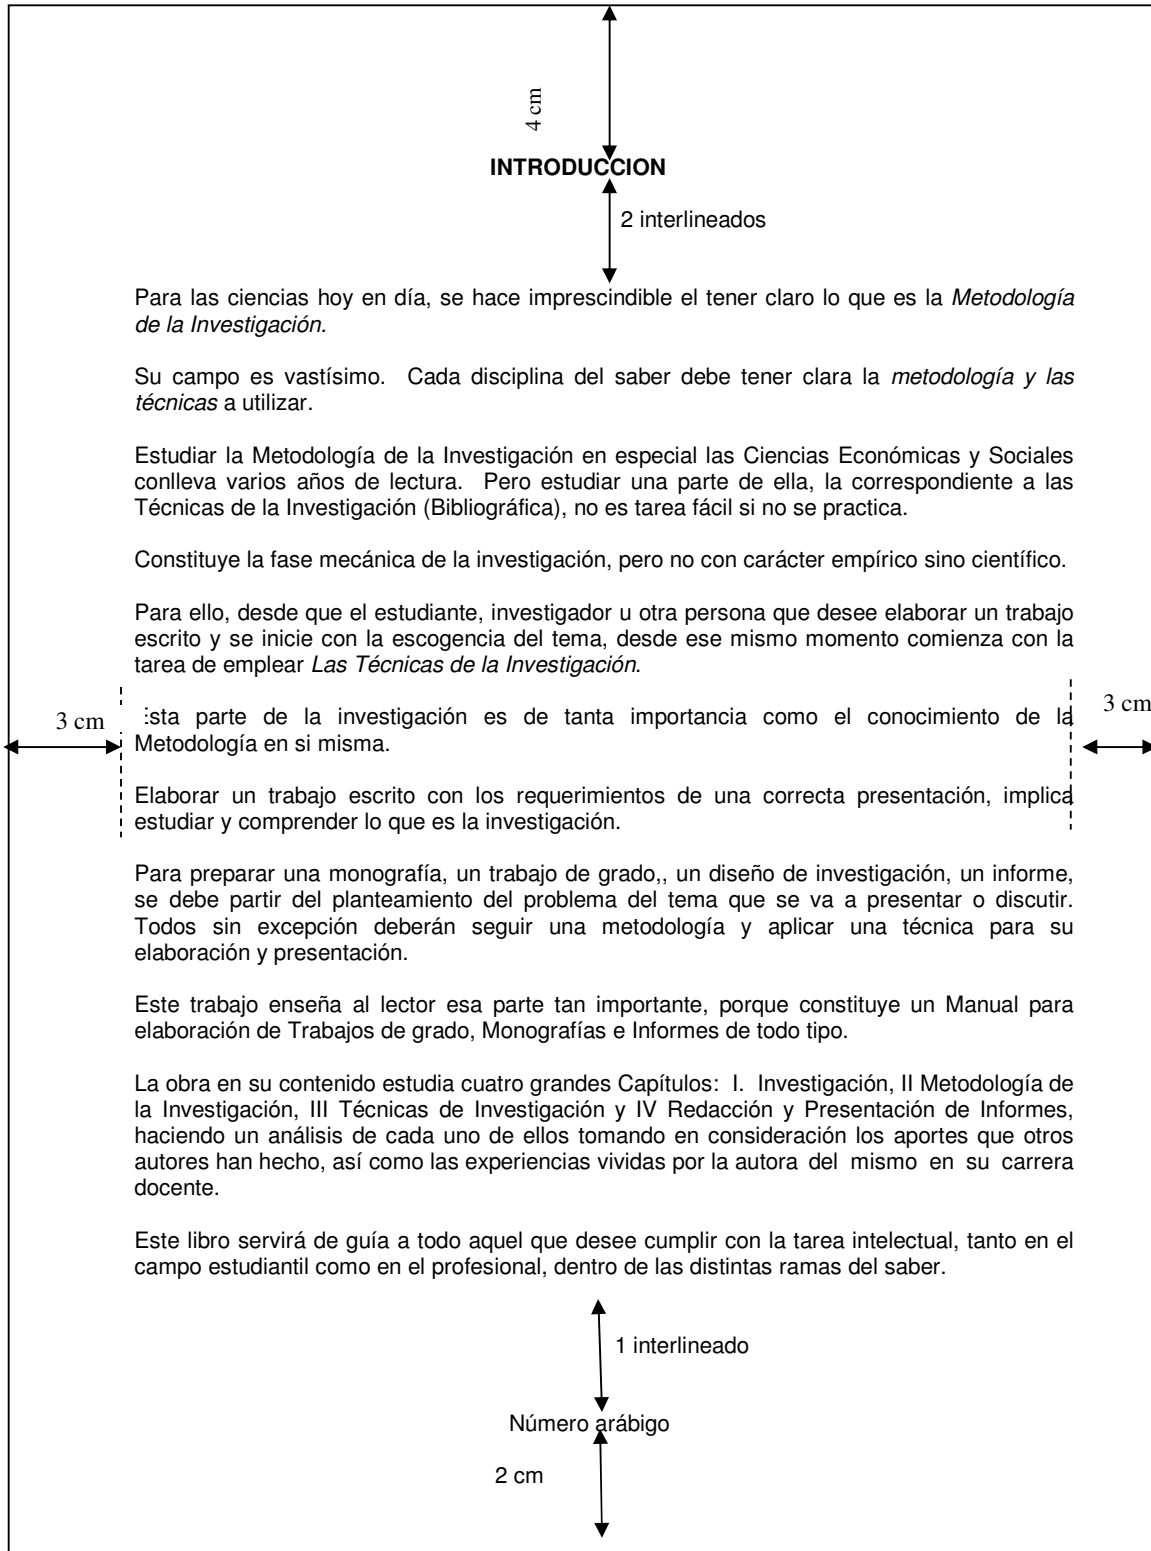 4 cm
INTRODUCCION
2 interlineados
Para las ciencias hoy en día, se hace imprescindible el tener claro lo que es la Metodología
de la Investigación.
Su campo es vastísimo. Cada disciplina del saber debe tener clara la metodología y las
técnicas a utilizar.
Estudiar la Metodología de la Investigación en especial las Ciencias Económicas y Sociales
conlleva varios años de lectura. Pero estudiar una parte de ella, la correspondiente a las
Técnicas de la Investigación (Bibliográfica), no es tarea fácil si no se practica.
Constituye la fase mecánica de la investigación, pero no con carácter empírico sino científico.
Para ello, desde que el estudiante, investigador u otra persona que desee elaborar un trabajo
escrito y se inicie con la escogencia del tema, desde ese mismo momento comienza con la
tarea de emplear Las Técnicas de la Investigación.
3 cm
3 cm
Esta parte de la investigación es de tanta importancia como el conocimiento de la
Metodología en si misma.
Elaborar un trabajo escrito con los requerimientos de una correcta presentación, implica
estudiar y comprender lo que es la investigación.
Para preparar una monografía, un trabajo de grado,, un diseño de investigación, un informe,
se debe partir del planteamiento del problema del tema que se va a presentar o discutir.
Todos sin excepción deberán seguir una metodología y aplicar una técnica para su
elaboración y presentación.
Este trabajo enseña al lector esa parte tan importante, porque constituye un Manual para
elaboración de Trabajos de grado, Monografías e Informes de todo tipo.
La obra en su contenido estudia cuatro grandes Capítulos: I. Investigación, II Metodología de
la Investigación, III Técnicas de Investigación y IV Redacción y Presentación de Informes,
haciendo un análisis de cada uno de ellos tomando en consideración los aportes que otros
autores han hecho, así como las experiencias vividas por la autora del mismo en su carrera
docente.
Este libro servirá de guía a todo aquel que desee cumplir con la tarea intelectual, tanto en el
campo estudiantil como en el profesional, dentro de las distintas ramas del saber.
1 interlineado
Número arábigo
2 cm